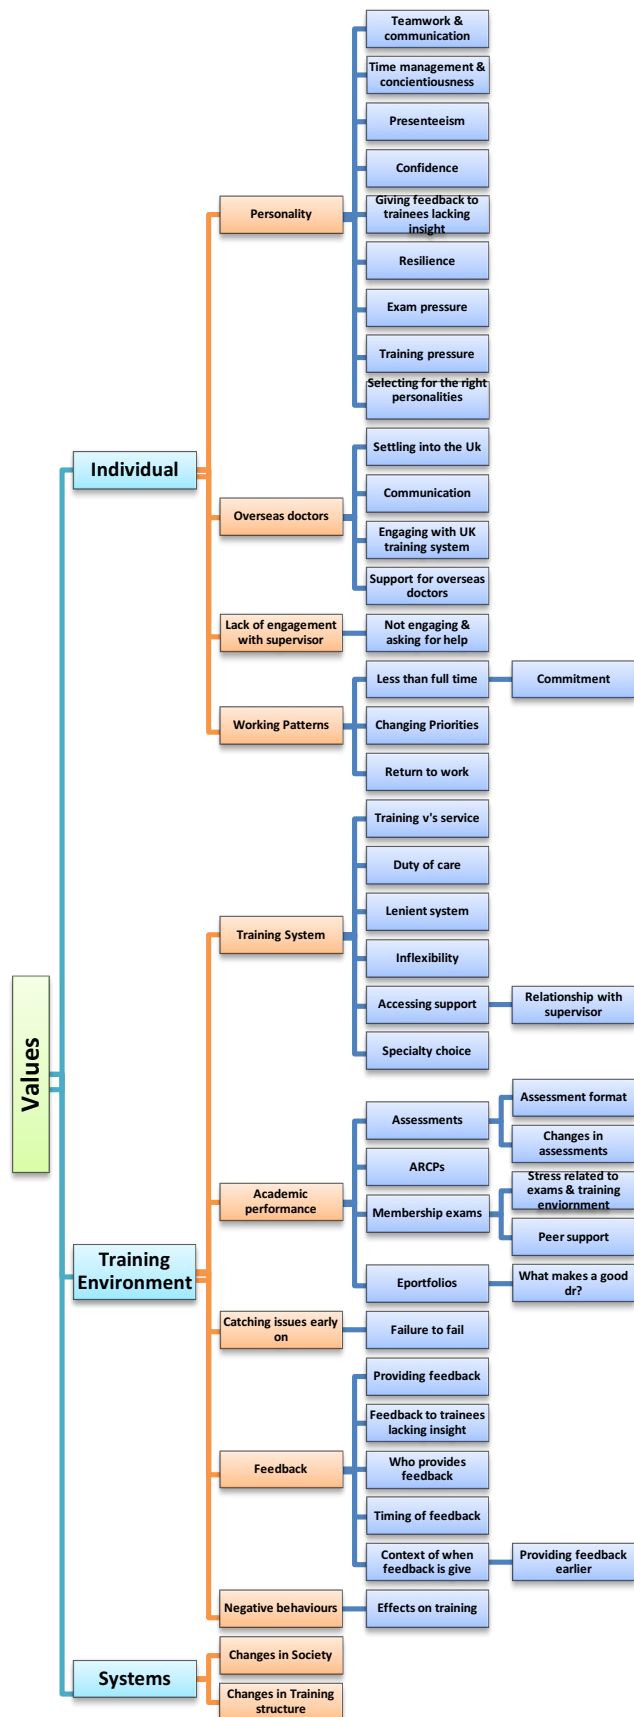 Values
Individual
Personality
Teamwork &
communication
Time management &
concientiousness
Presenteeism
Confidence
Giving feedback to
trainees lacking
insight
Resilience
Exam pressure
Training pressure
Selecting for the right
personalities
Overseas doctors
Settling into the Uk
Communication
Engaging with UK
training system
Support for overseas
doctors
Lack of engagement
with supervisor
Not engaging &
asking for help
Working Patterns
Less than full time
Commitment
Changing Priorities
Return to work
Training
Environment
Training System
Training v's service
Duty of care
Lenient system
Inflexibility
Accessing support
Relationship with
supervisor
Specialty choice
Academic
performance
Assessments
Assessment format
Changes in
assessments
ARCPs
Membership exams
Stress related to
exams & training
enviornment
Peer support
Eportfolios
What makes a good
dr?
Catching issues early
on
Failure to fail
Feedback
Providing feedback
Feedback to trainees
lacking insight
Who provides
feedback
Timing of feedback
Context of when
feedback is give
Providing feedback
earlier
Negative behaviours
Effects on training
Systems
Changes in Society
Changes in Training
structure